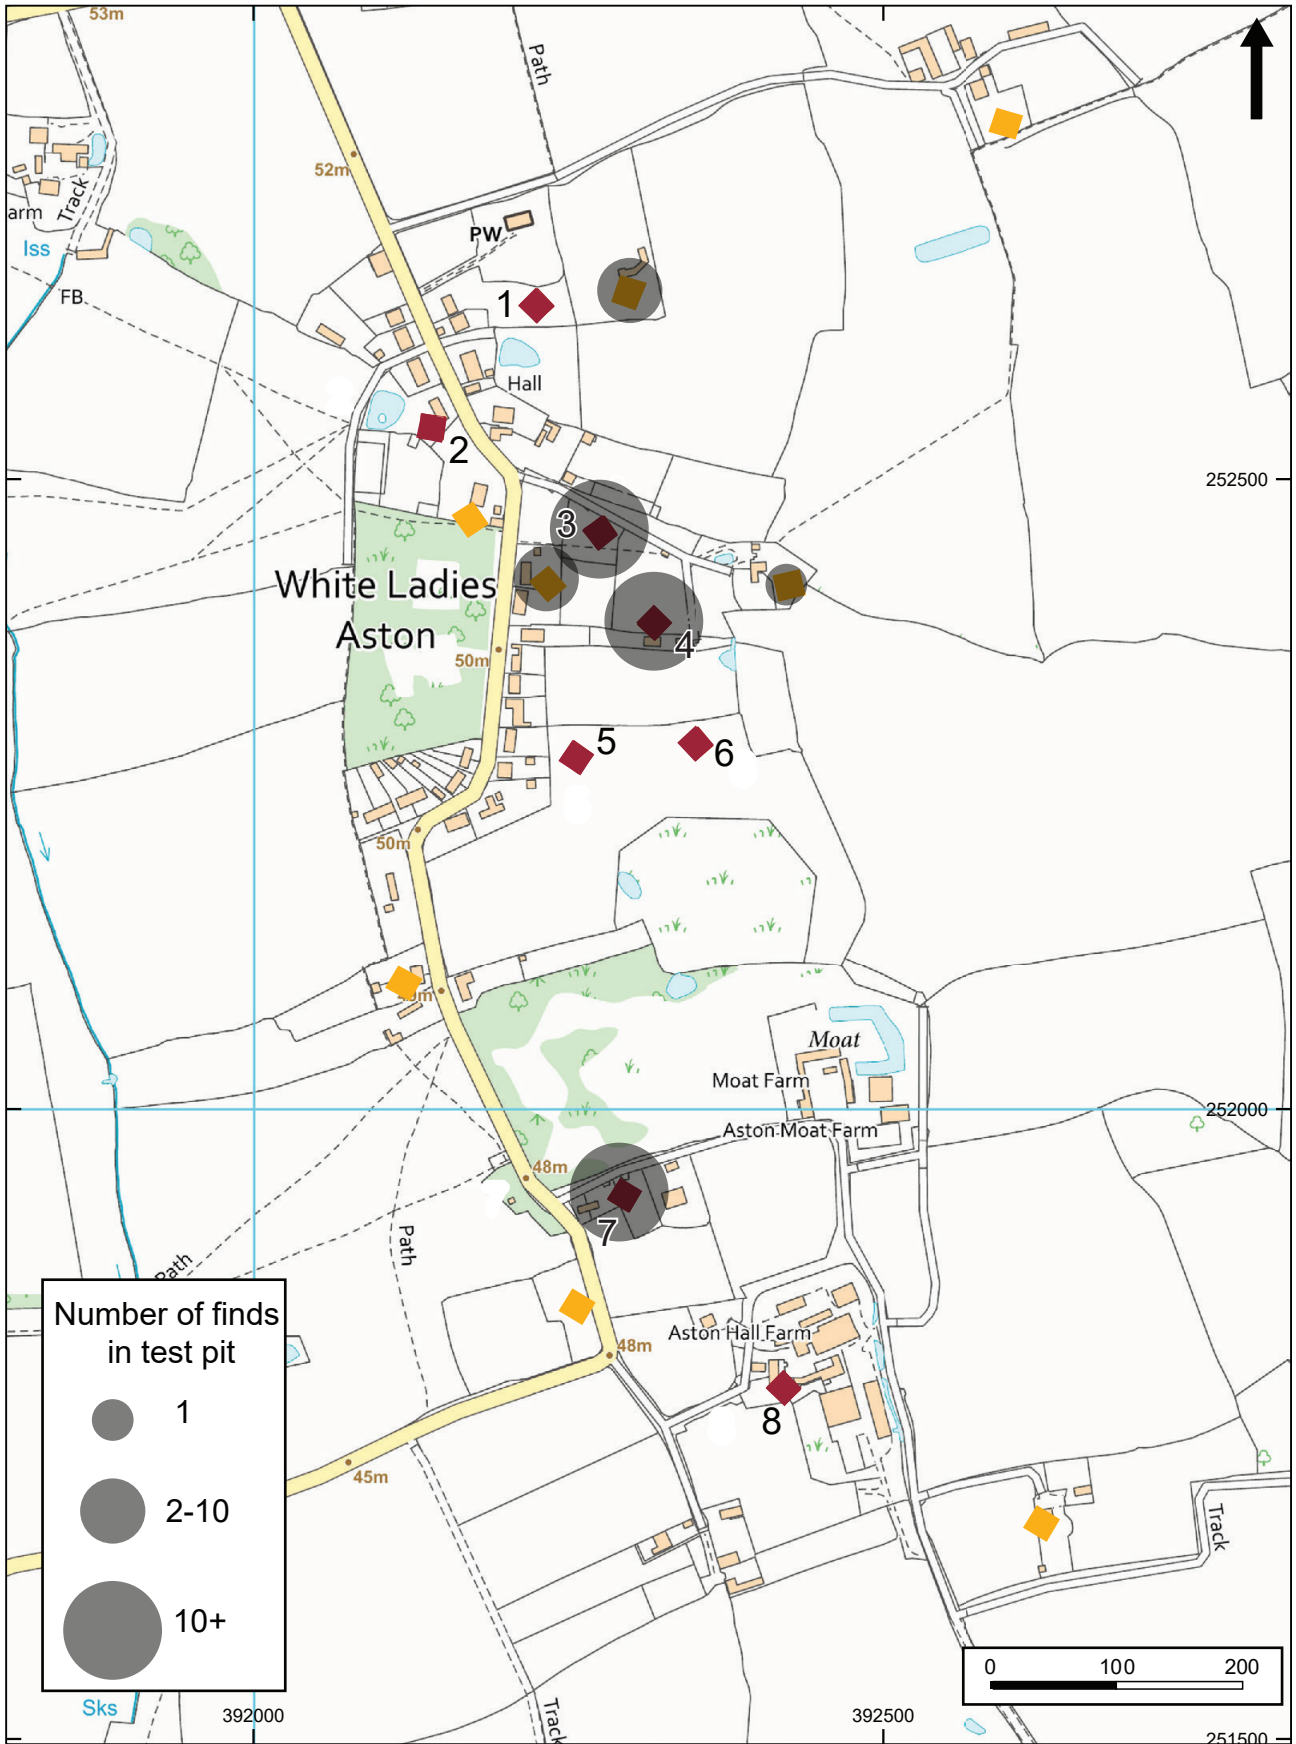 53m
Path
52m
Track
arm
Iss
PW
FB
1
Hall
2
252500
3
White Ladies
Aston
4
50m
5
6
50m
49m
Moat
Moat Farm
252000
Aston Moat Farm
48m
7
Path
Path
Number of finds
in test pit
1
2-10
10+
Aston Hall Farm
48m
8
45m
Track
0 100 200
Sks
392000
Track
392500
251500